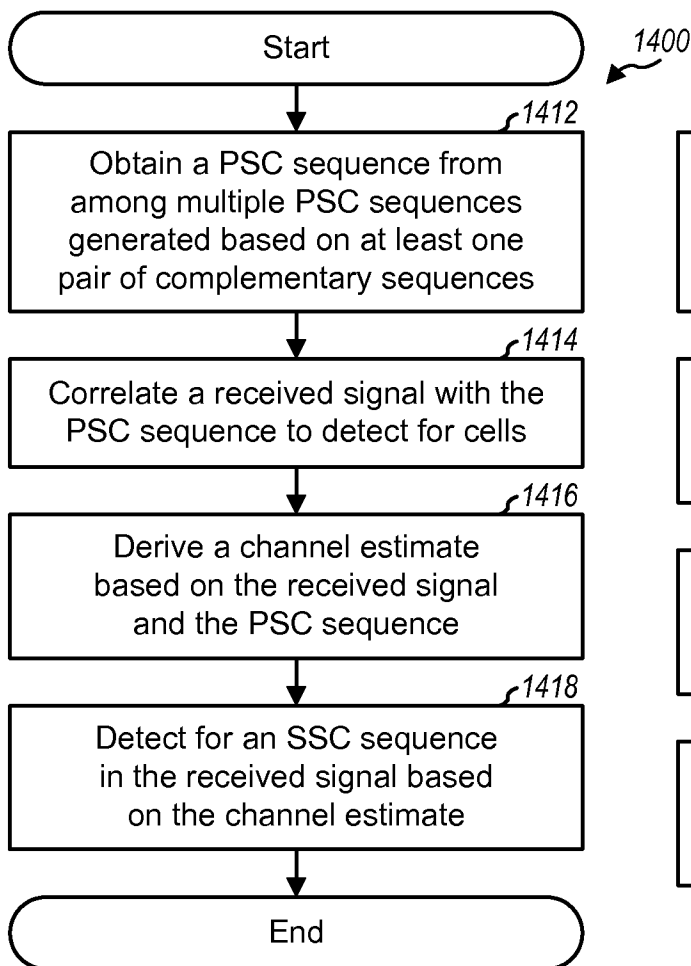 Start
1400
1412
Obtain a PSC sequence from
among multiple PSC sequences
generated based on at least one
pair of complementary sequences
1414
Correlate a received signal with the
PSC sequence to detect for cells
1416
Derive a channel estimate
based on the received signal
and the PSC sequence
1418
Detect for an SSC sequence
in the received signal based
on the channel estimate
End